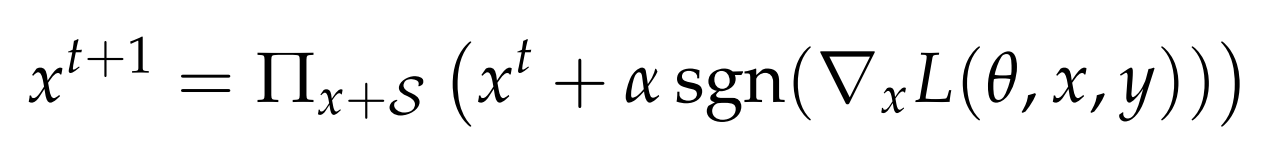 x^{t+1} = Π_{x+𝒮} (x^t + α sgn(∇_x L(θ, x, y)))